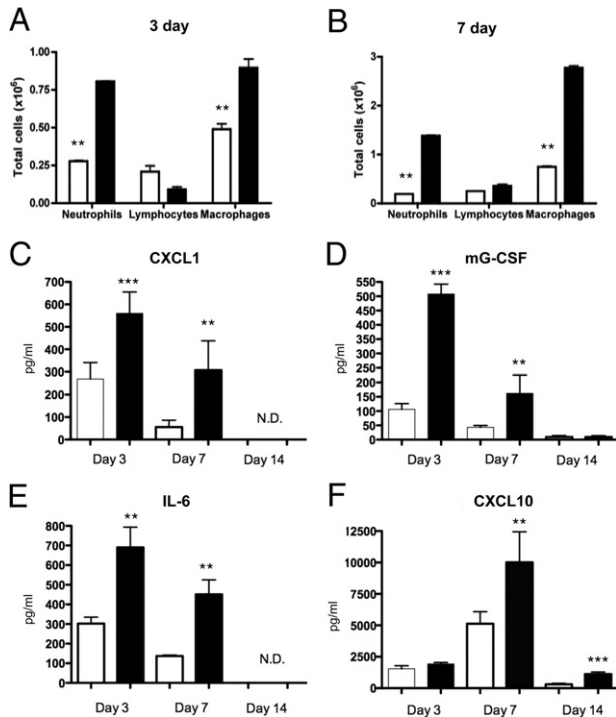 A
3 day
Total cells (x10⁶)
1.00
0.75
0.50
0.25
0.00
**
**
Neutrophils Lymphocytes Macrophages
B
7 day
Total cells (x10⁶)
3
2
1
0
**
**
Neutrophils Lymphocytes Macrophages
C
CXCL1
pg/ml
700
600
500
400
300
200
100
0
***
**
N.D.
Day 3 Day 7 Day 14
D
mG-CSF
pg/ml
550
500
450
400
350
300
250
200
150
100
50
0
***
**
Day 3 Day 7 Day 14
E
IL-6
pg/ml
800
700
600
500
400
300
200
100
0
**
**
N.D.
Day 3 Day 7 Day 14
F
CXCL10
pg/ml
12500
10000
7500
5000
2500
0
**
***
Day 3 Day 7 Day 14